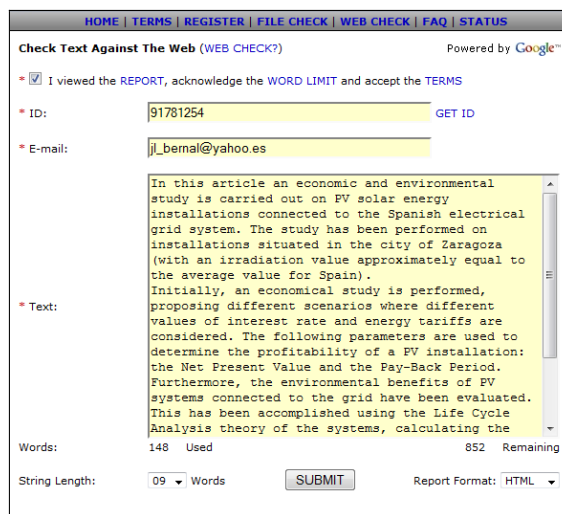 HOME | TERMS | REGISTER | FILE CHECK | WEB CHECK | FAQ | STATUS
Check Text Against The Web (WEB CHECK?) Powered by Google™
* I viewed the REPORT, acknowledge the WORD LIMIT and accept the TERMS
* ID: 91781254 GET ID
* E-mail: jl_bernal@yahoo.es
In this article an economic and environmental
study is carried out on PV solar energy
installations connected to the Spanish electrical
grid system. The study has been performed on
installations situated in the city of Zaragoza
(with an irradiation value approximately equal to
the average value for Spain).
Initially, an economical study is performed,
proposing different scenarios where different
* Text: values of interest rate and energy tariffs are
considered. The following parameters are used to
determine the profitability of a PV installation:
the Net Present Value and the Pay-Back Period.
Furthermore, the environmental benefits of PV
systems connected to the grid have been evaluated.
This has been accomplished using the Life Cycle
Analysis theory of the systems, calculating the
Words: 148 Used 852 Remaining
String Length: 09 Words SUBMIT Report Format: HTML